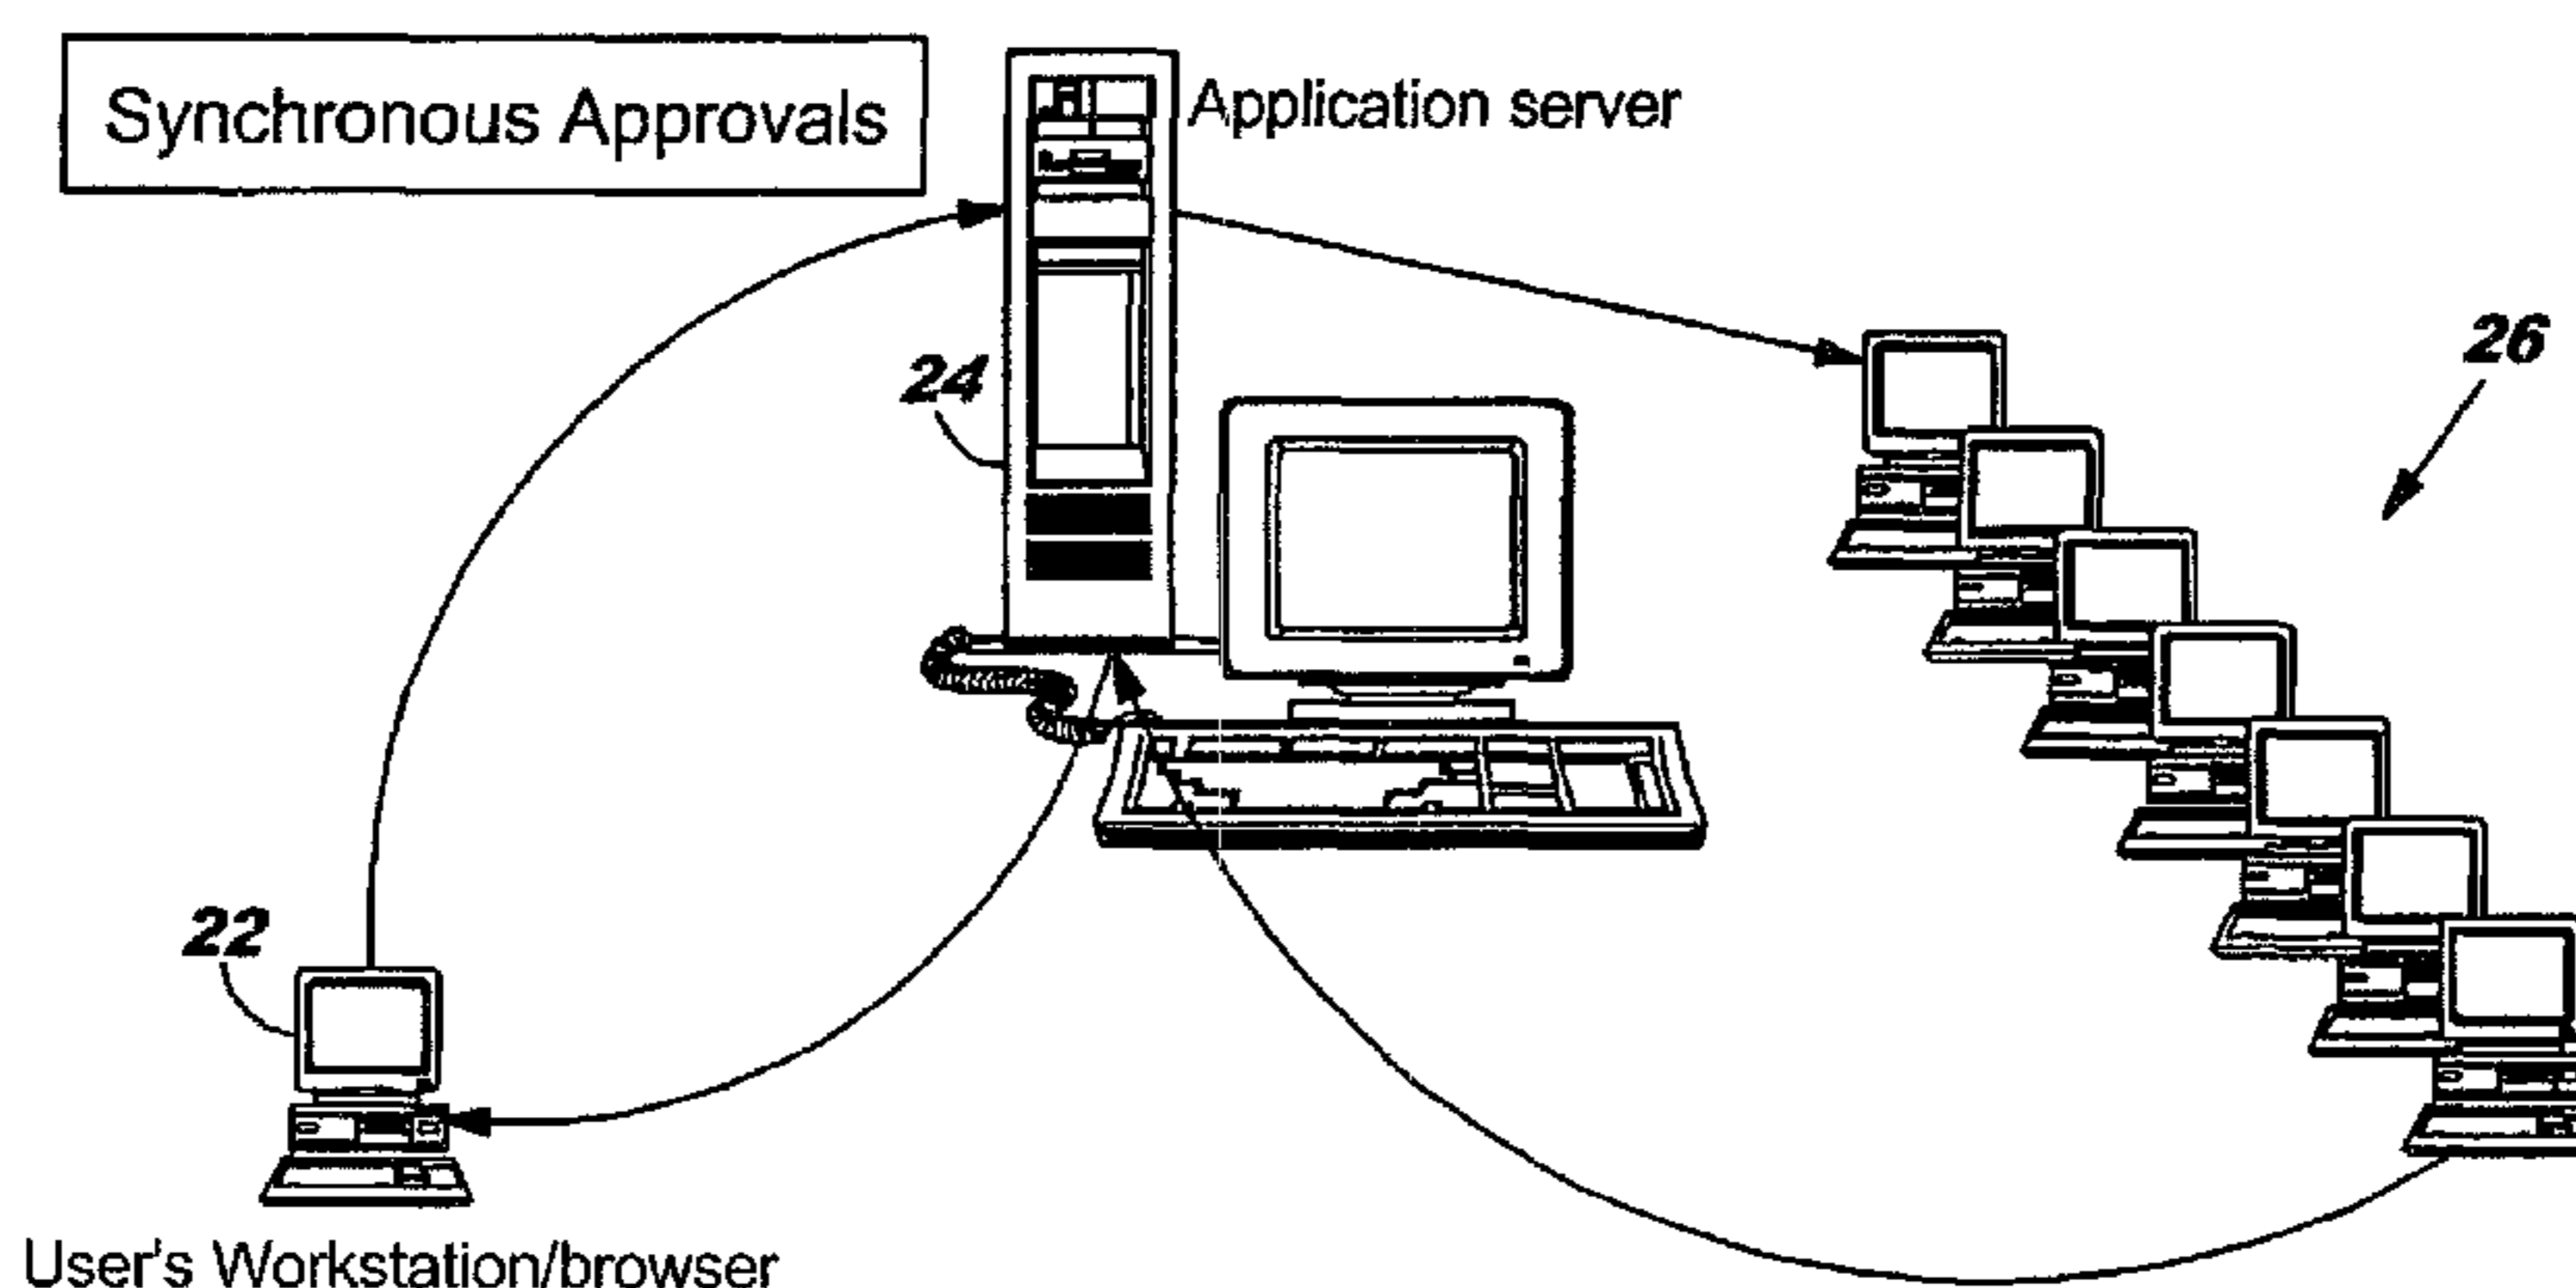 Synchronous Approvals
Application server
24
26
22
User's Workstation/browser